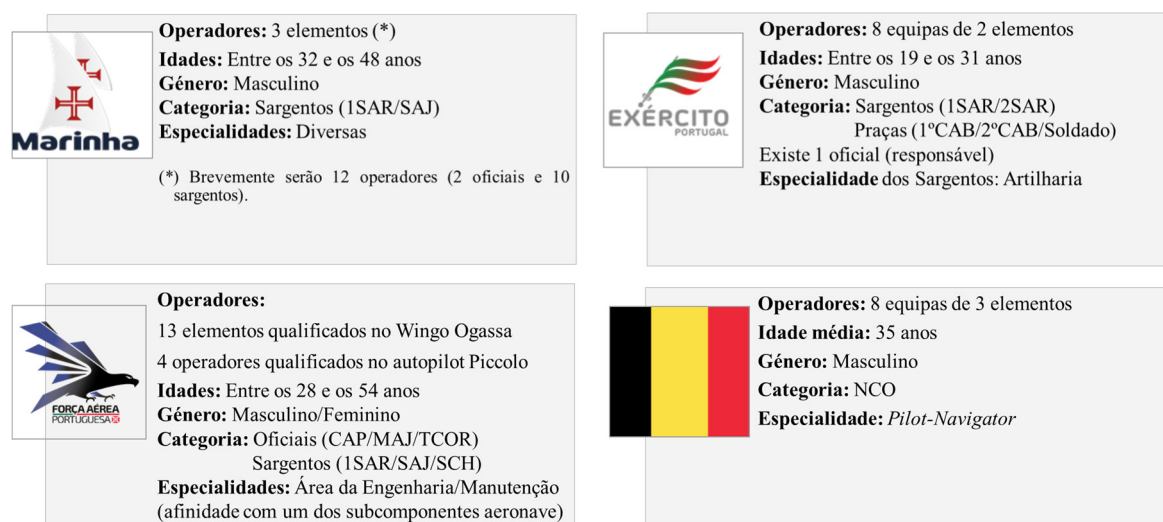 Marinha
Operadores: 3 elementos (*)
Idades: Entre os 32 e os 48 anos
Género: Masculino
Categoria: Sargentos (1SAR/SAJ)
Especialidades: Diversas
(*) Brevemente serão 12 operadores (2 oficiais e 10
sargentos).
EXÉRCITO
PORTUGAL
Operadores: 8 equipas de 2 elementos
Idades: Entre os 19 e os 31 anos
Género: Masculino
Categoria: Sargentos (1SAR/2SAR)
Praças (1ºCAB/2ºCAB/Soldado)
Existe 1 oficial (responsável)
Especialidade dos Sargentos: Artilharia
FORÇA AÉREA
PORTUGUESA
Operadores:
13 elementos qualificados no Wingo Ogassa
4 operadores qualificados no autopilot Piccolo
Idades: Entre os 28 e os 54 anos
Género: Masculino/Feminino
Categoria: Oficiais (CAP/MAJ/TCOR)
Sargentos (1SAR/SAJ/SCH)
Especialidades: Área da Engenharia/Manutenção
(afinidade com um dos subcomponentes aeronave)
Operadores: 8 equipas de 3 elementos
Idade média: 35 anos
Género: Masculino
Categoria: NCO
Especialidade: Pilot-Navigator